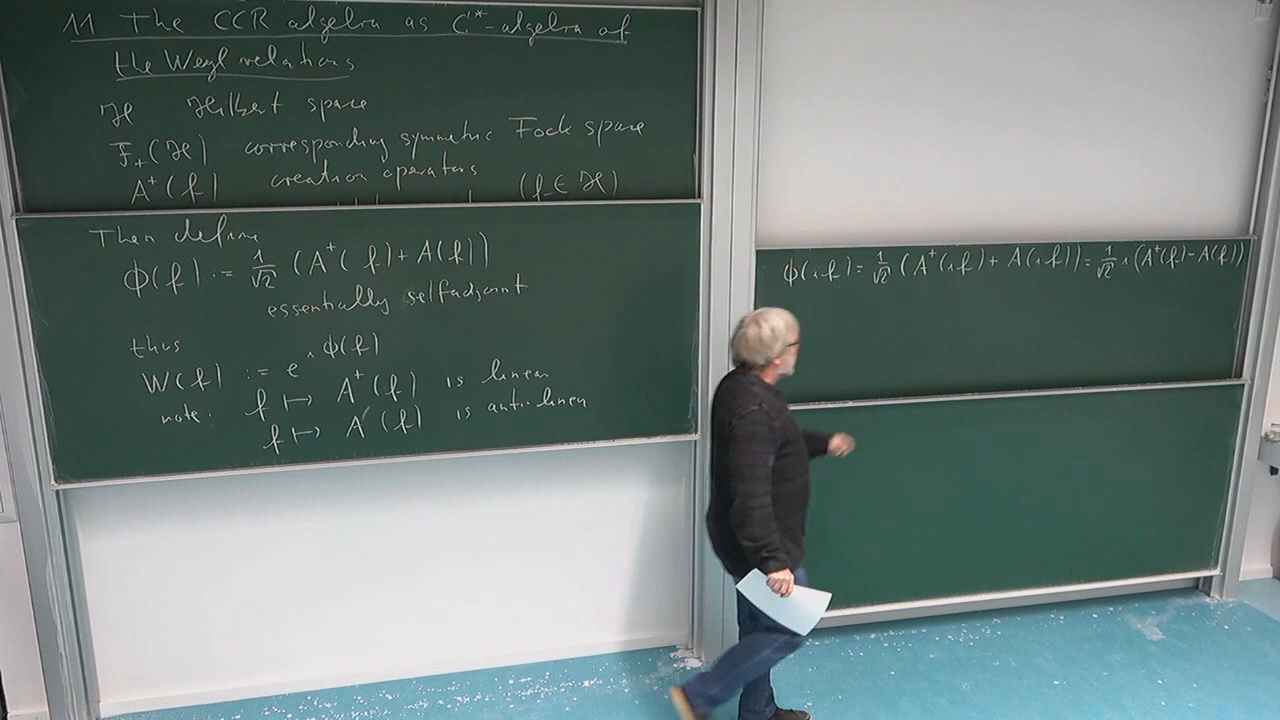 11 The CCR algebra as C*-algebra of
the Weyl relations
ℋ Hilbert space
F₊(ℋ) corresponding symmetric Fock space
A⁺(f) creation operators (f ∈ ℋ)
Then define
ϕ(f) := 1/√2 (A⁺(f) + A(f))
essentially selfadjoint
thus
W(f) := e^{iϕ(f)}
note: f ↦ A⁺(f) is linear
f ↦ A(f) is anti-linear
ϕ(if) = 1/√2 (A⁺(if) + A(if)) = 1/√2 i (A⁺(f) - A(f))